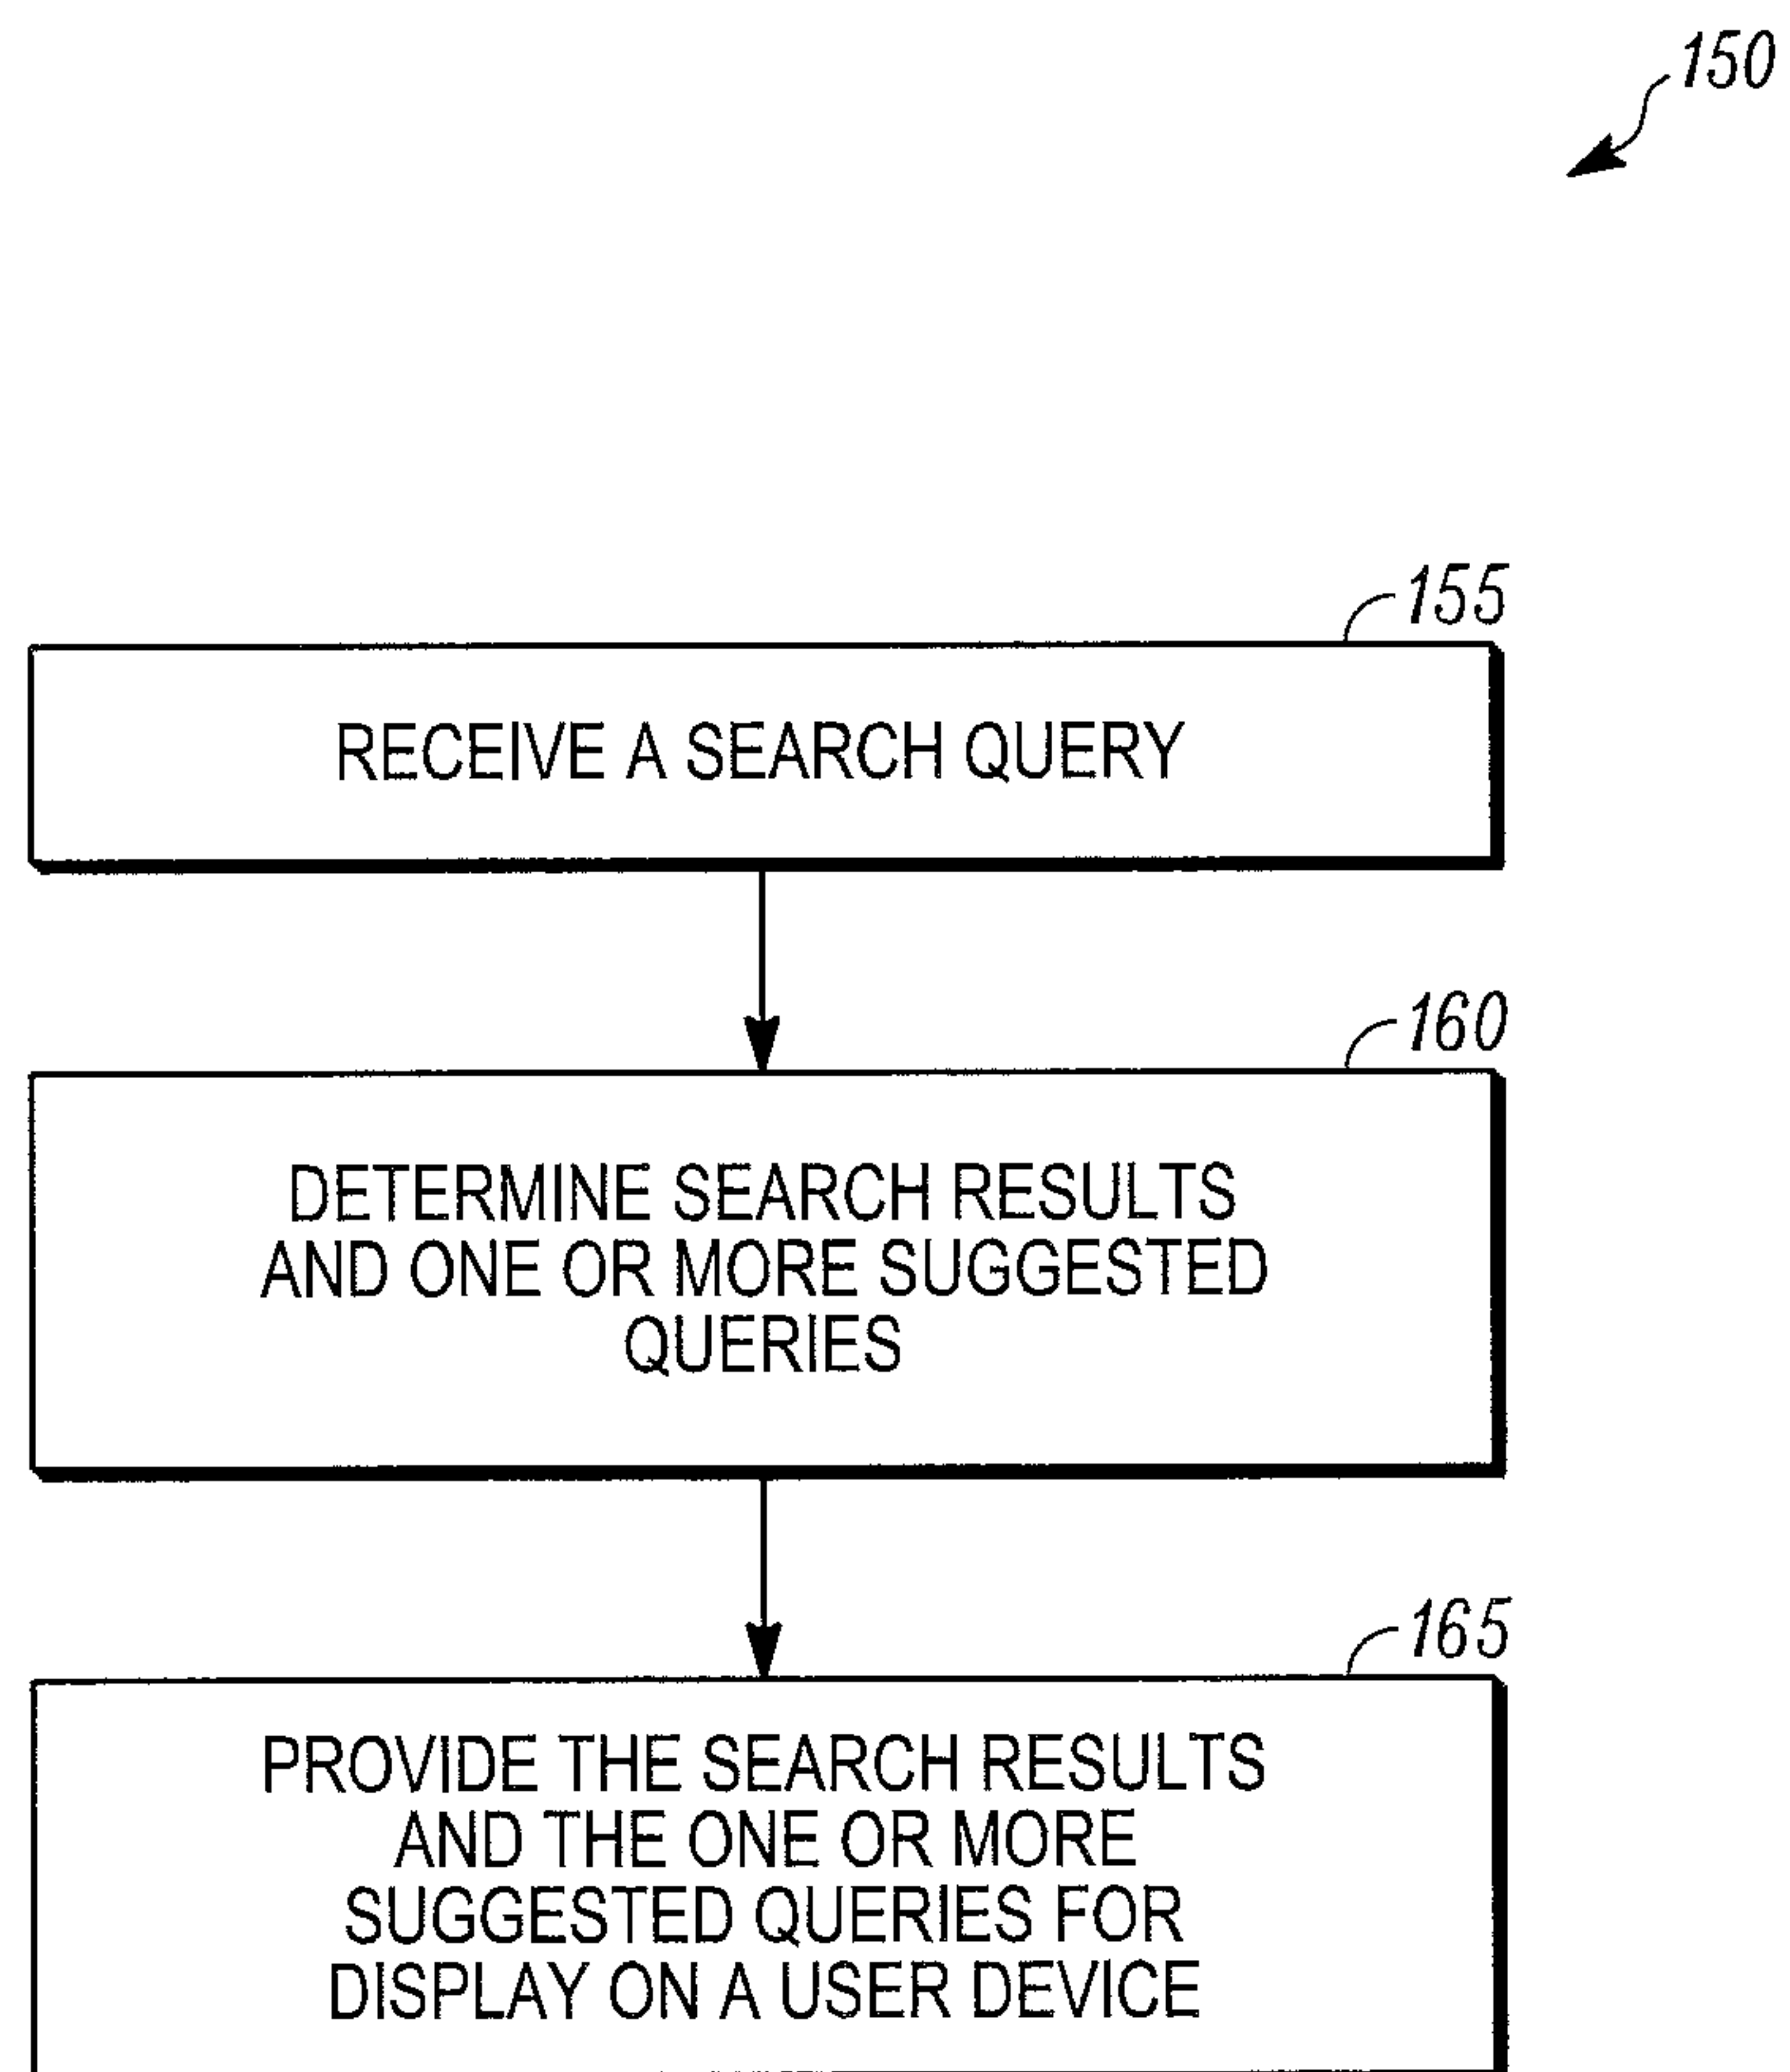 150
155
RECEIVE A SEARCH QUERY
160
DETERMINE SEARCH RESULTS
AND ONE OR MORE SUGGESTED
QUERIES
165
PROVIDE THE SEARCH RESULTS
AND THE ONE OR MORE
SUGGESTED QUERIES FOR
DISPLAY ON A USER DEVICE